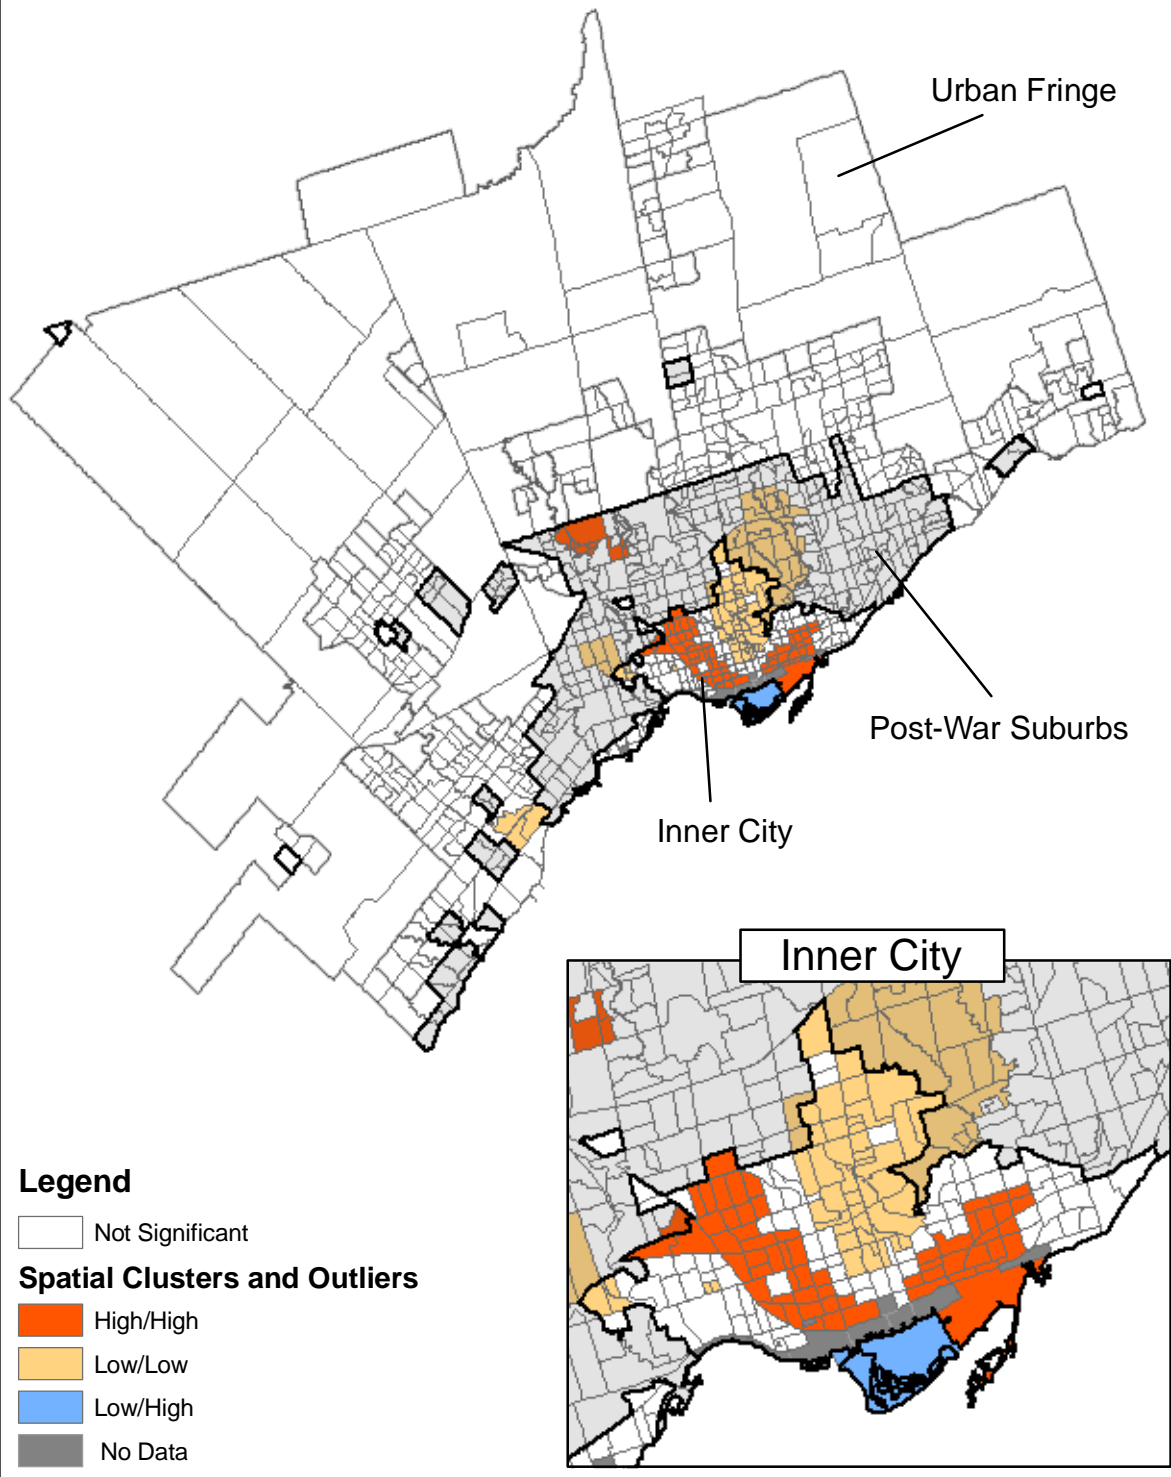 Urban Fringe
Post-War Suburbs
Inner City
Inner City
Legend
Not Significant
Spatial Clusters and Outliers
High/High
Low/Low
Low/High
No Data